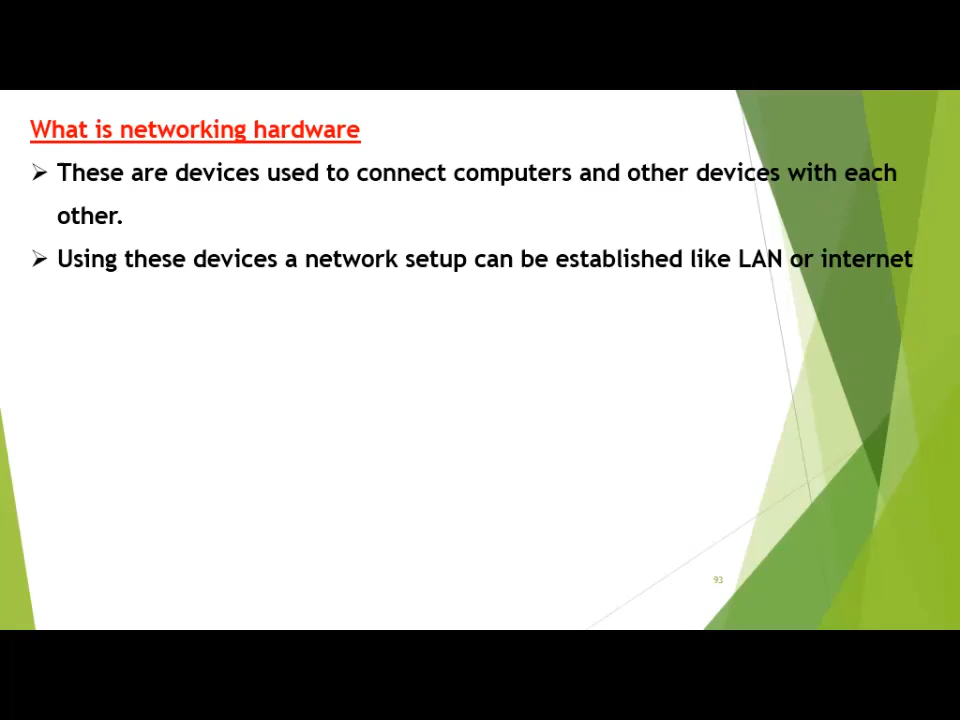 What is networking hardware
➢ These are devices used to connect computers and other devices with each
other.
➢ Using these devices a network setup can be established like LAN or internet
93